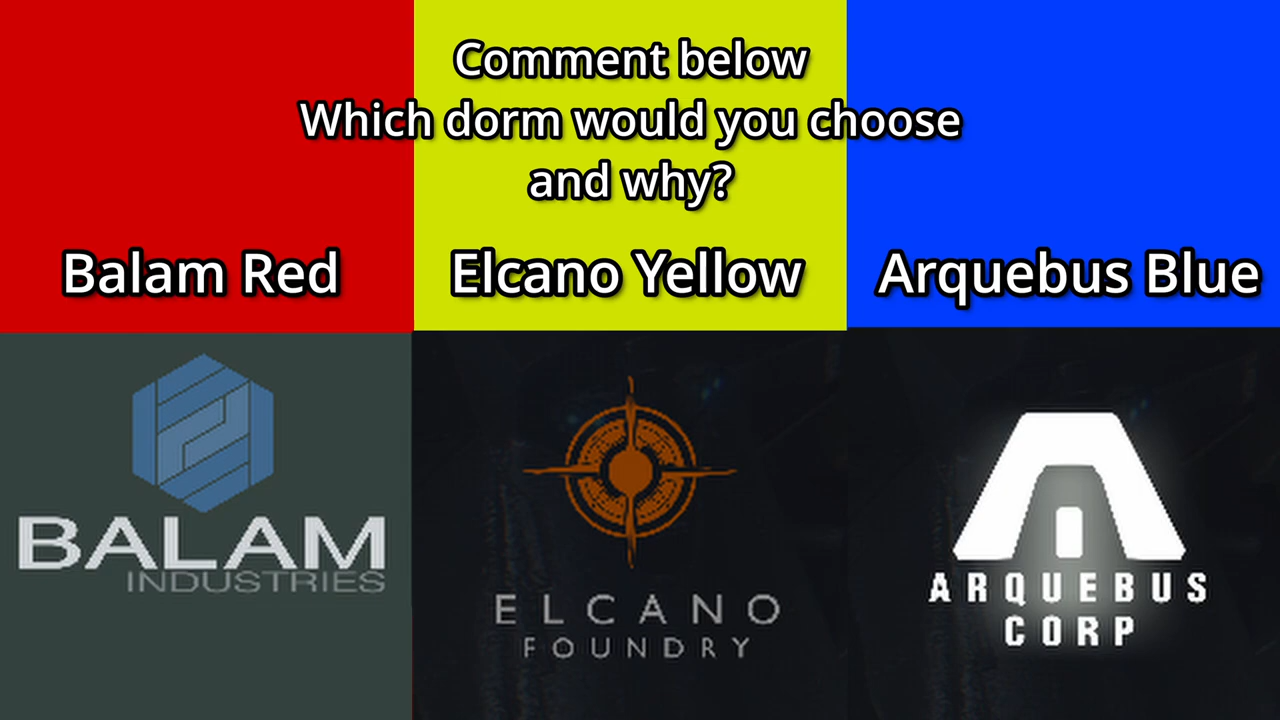 Comment below
Which dorm would you choose
and why?
Balam Red
Elcano Yellow
Arquebus Blue
BALAM
INDUSTRIES
ELCANO
FOUNDRY
ARQUEBUS
CORP